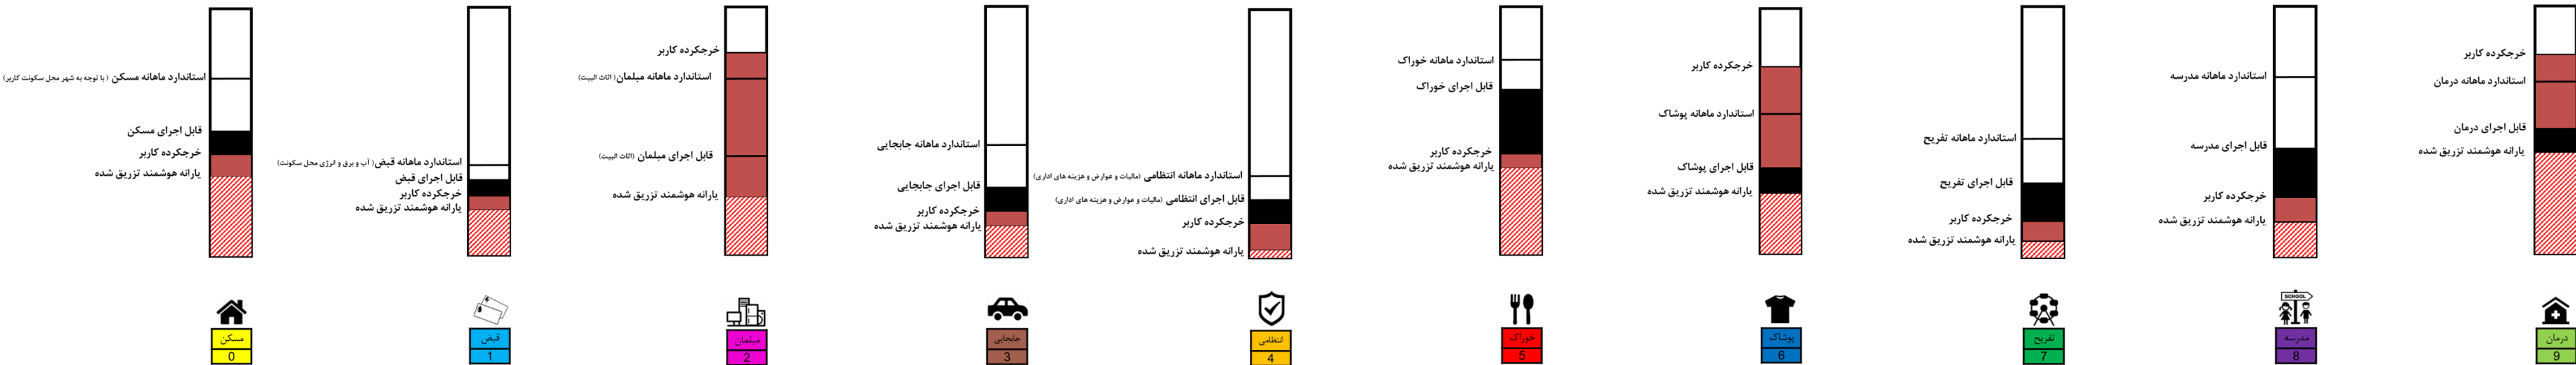 استاندارد ماهانه مسکن ( با توجه به شهر محل سکونت کاربر)
قابل اجرای مسکن
خرجکرده کاربر
یارانه هوشمند تزریق شده
مسکن
0
استاندارد ماهانه قبض( آب و برق و انرژی محل سکونت)
قابل اجرای قبض
خرجکرده کاربر
یارانه هوشمند تزریق شده
قبض
1
خرجکرده کاربر
استاندارد ماهانه مبلمان( اثاث البیت)
قابل اجرای مبلمان (اثاث البیت)
یارانه هوشمند تزریق شده
مبلمان
2
استاندارد ماهانه جابجایی
قابل اجرای جابجایی
خرجکرده کاربر
یارانه هوشمند تزریق شده
جابجایی
3
استاندارد ماهانه انتظامی (مالیات و عوارض و هزینه های اداری)
قابل اجرای انتظامی (مالیات و عوارض و هزینه های اداری)
خرجکرده کاربر
یارانه هوشمند تزریق شده
انتظامی
4
استاندارد ماهانه خوراک
قابل اجرای خوراک
خرجکرده کاربر
یارانه هوشمند تزریق شده
خوراک
5
خرجکرده کاربر
استاندارد ماهانه پوشاک
قابل اجرای پوشاک
یارانه هوشمند تزریق شده
پوشاک
6
استاندارد ماهانه تفریح
قابل اجرای تفریح
خرجکرده کاربر
یارانه هوشمند تزریق شده
تفریح
7
استاندارد ماهانه مدرسه
قابل اجرای مدرسه
خرجکرده کاربر
یارانه هوشمند تزریق شده
SCHOOL
مدرسه
8
خرجکرده کاربر
استاندارد ماهانه درمان
قابل اجرای درمان
یارانه هوشمند تزریق شده
درمان
9